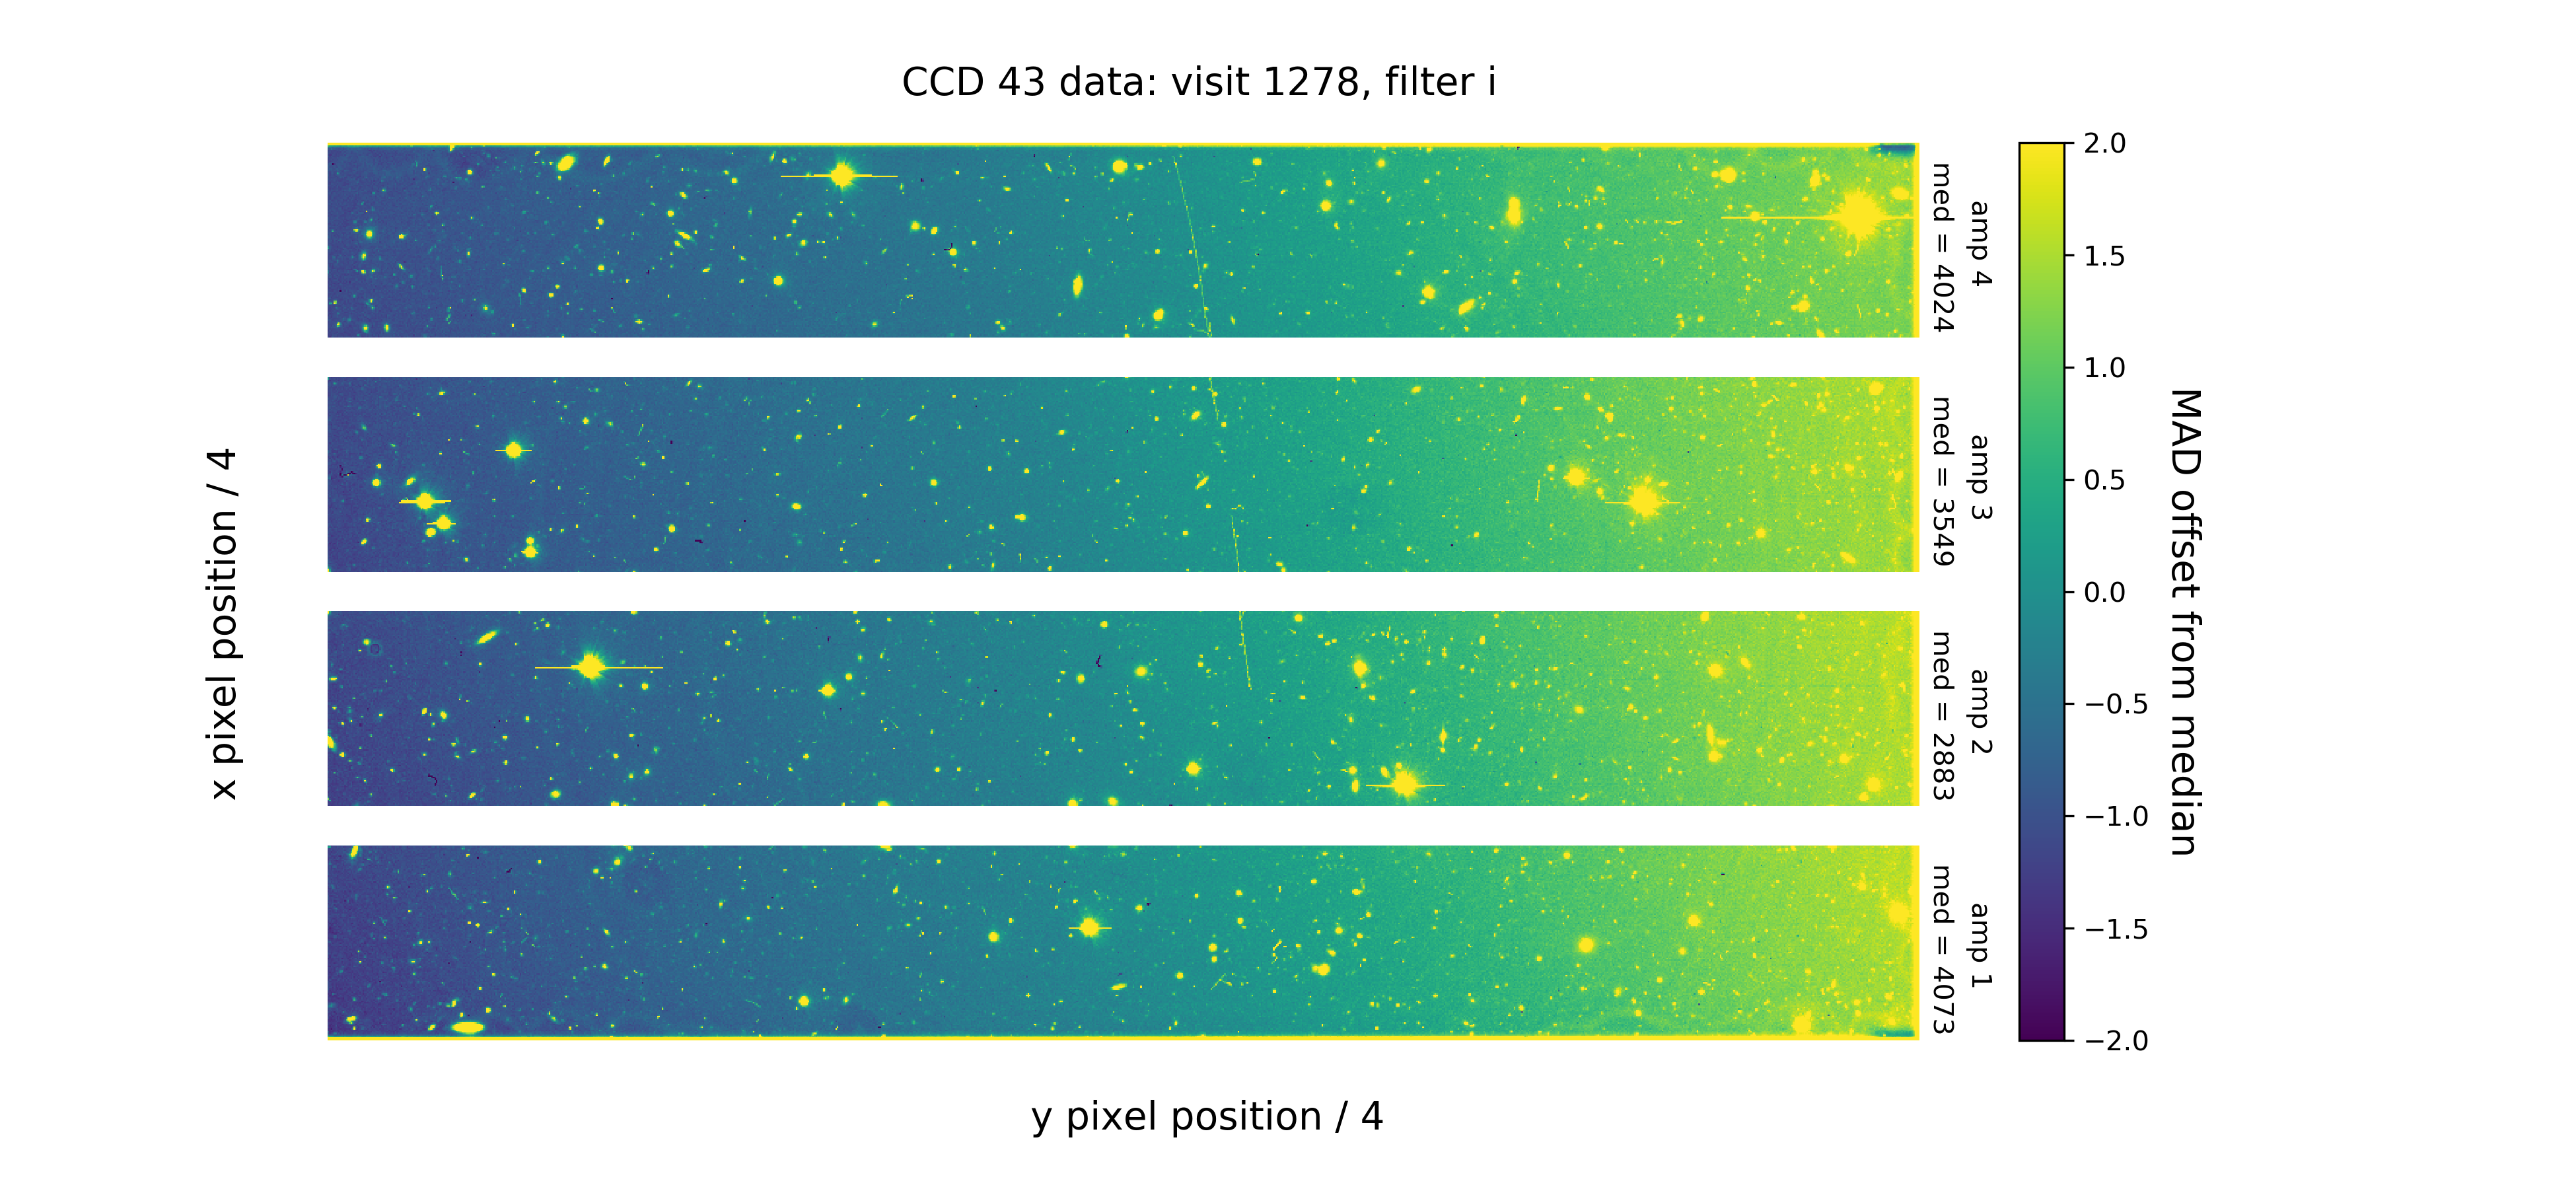 CCD 43 data: visit 1278, filter i
x pixel position / 4
amp 4
med = 4024
amp 3
med = 3549
amp 2
med = 2883
amp 1
med = 4073
y pixel position / 4
2.0
1.5
1.0
0.5
0.0
−0.5
−1.0
−1.5
−2.0
MAD offset from median